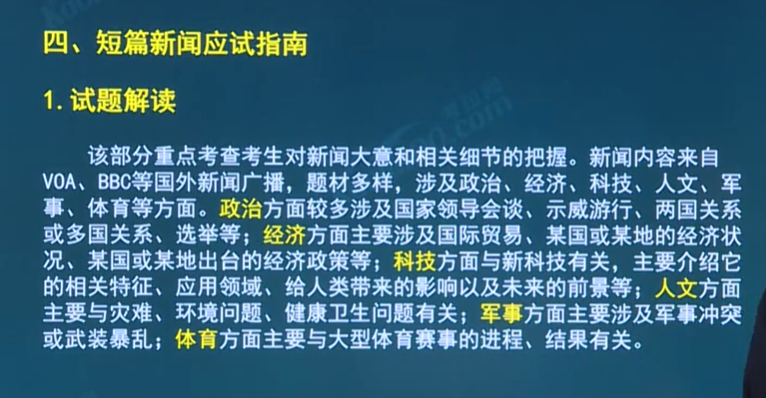 四、短篇新闻应试指南
1.试题解读
该部分重点考查考生对新闻大意和相关细节的把握。新闻内容来自
VOA、BBC等国外新闻广播，题材多样，涉及政治、经济、科技、人文、军
事、体育等方面。政治方面较多涉及国家领导会谈、示威游行、两国关系
或多国关系、选举等；经济方面主要涉及国际贸易、某国或某地的经济状
况、某国或某地出台的经济政策等；科技方面与新科技有关，主要介绍它
的相关特征、应用领域、给人类带来的影响以及未来的前景等；人文方面
主要与灾难、环境问题、健康卫生问题有关；军事方面主要涉及军事冲突
或武装暴乱；体育方面主要与大型体育赛事的进程、结果有关。